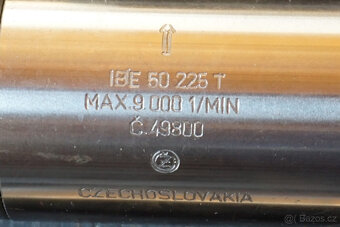 IBE 50 225 T
MAX.9 000 1/MIN
Č.49800
CZECHOSLOVAKIA
bazos.cz